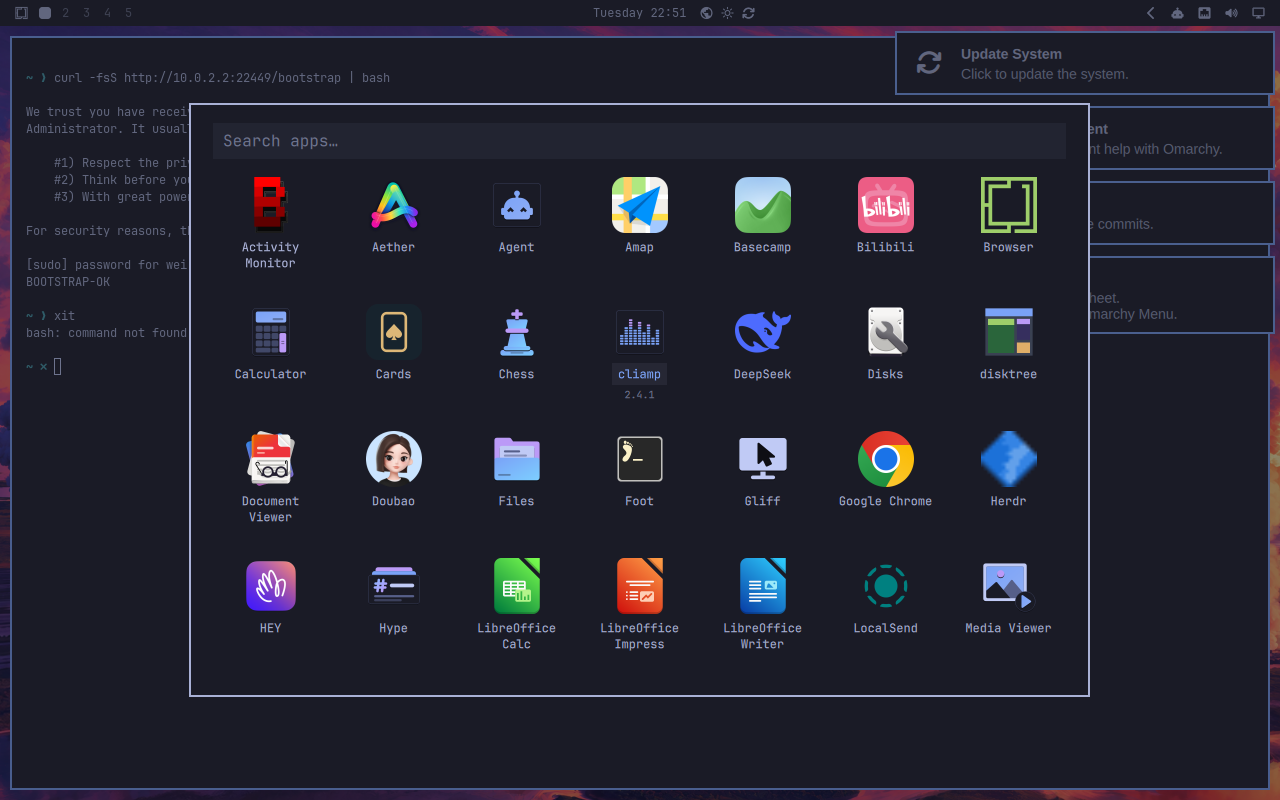 2 3 4 5 Tuesday 22:51
Update System
Click to update the system.
~ ❯ curl -fsS http://10.0.2.2:22449/bootstrap | bash
We trust you have recei
Administrator. It usual
#1) Respect the pri
#2) Think before you
#3) With great power
For security reasons, th
[sudo] password for wei
BOOTSTRAP-OK
~ ❯ xit
bash: command not found
~ ×
ent
nt help with Omarchy.
e commits.
heet.
marchy Menu.
Search apps…
Activity Monitor
Aether
Agent
Amap
Basecamp
bilibili
Bilibili
Browser
Calculator
Cards
Chess
cliamp
2.4.1
DeepSeek
Disks
disktree
Document Viewer
Doubao
Files
Foot
Gliff
Google Chrome
Herdr
HEY
Hype
LibreOffice Calc
LibreOffice Impress
LibreOffice Writer
LocalSend
Media Viewer